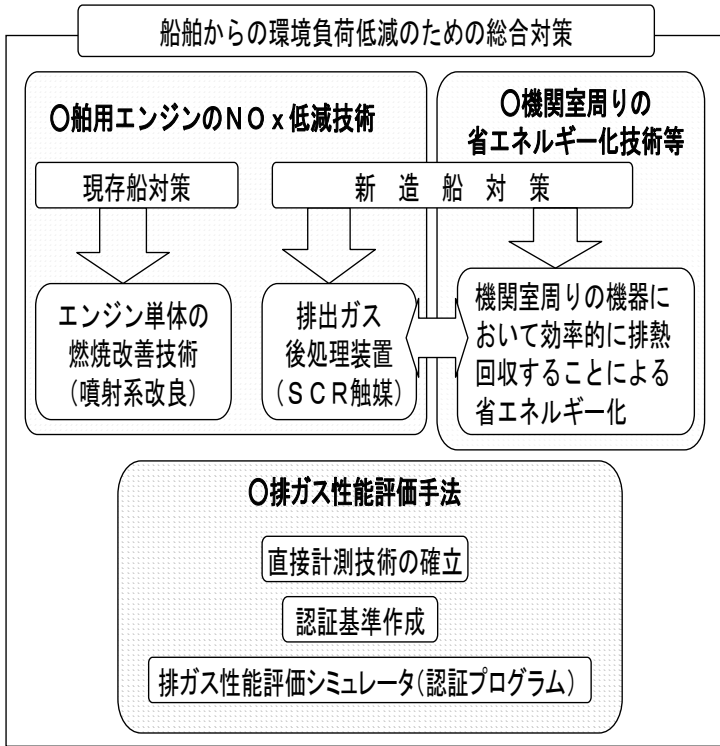 船舶からの環境負荷低減のための総合対策
〇舶用エンジンのＮＯｘ低減技術
現存船対策
新　造　船　対　策
エンジン単体の
燃焼改善技術
（噴射系改良）
排出ガス
後処理装置
（ＳＣＲ触媒）
〇機関室周りの
省エネルギー化技術等
機関室周りの機器に
おいて効率的に排熱
回収することによる
省エネルギー化
〇排ガス性能評価手法
直接計測技術の確立
認証基準作成
排ガス性能評価シミュレータ（認証プログラム）